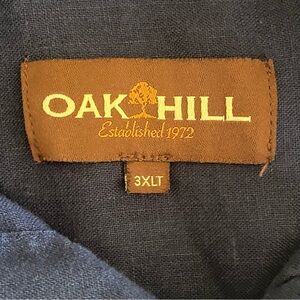 OAK HILL
Established 1972
3XLT